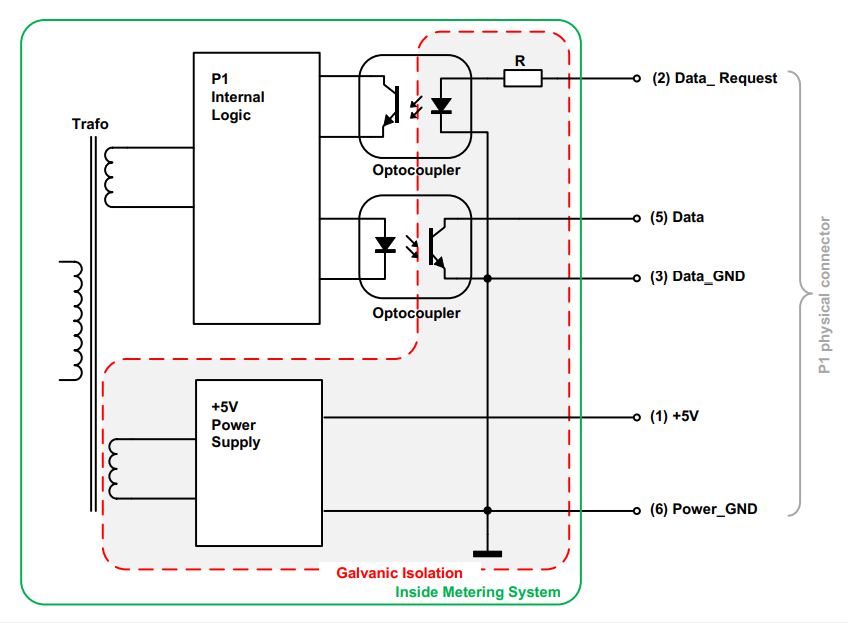 R
(2) Data_ Request
P1
Internal
Logic
Trafo
Optocoupler
(5) Data
(3) Data_GND
Optocoupler
P1 physical connector
+5V
Power
Supply
(1) +5V
(6) Power_GND
Galvanic Isolation
Inside Metering System